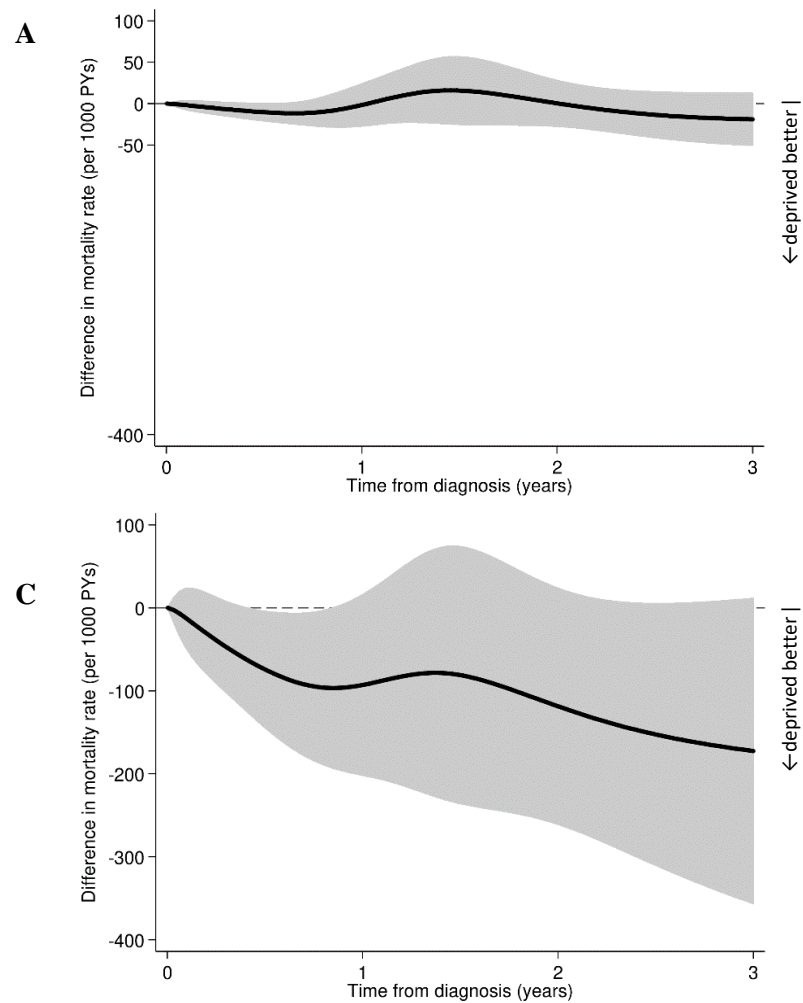 A
Difference in mortality rate (per 1000 PYs)
100
50
0
-50
-400
0 1 2 3
Time from diagnosis (years)
←deprived better |
C
Difference in mortality rate (per 1000 PYs)
100
0
-100
-200
-300
-400
0 1 2 3
Time from diagnosis (years)
←deprived better |